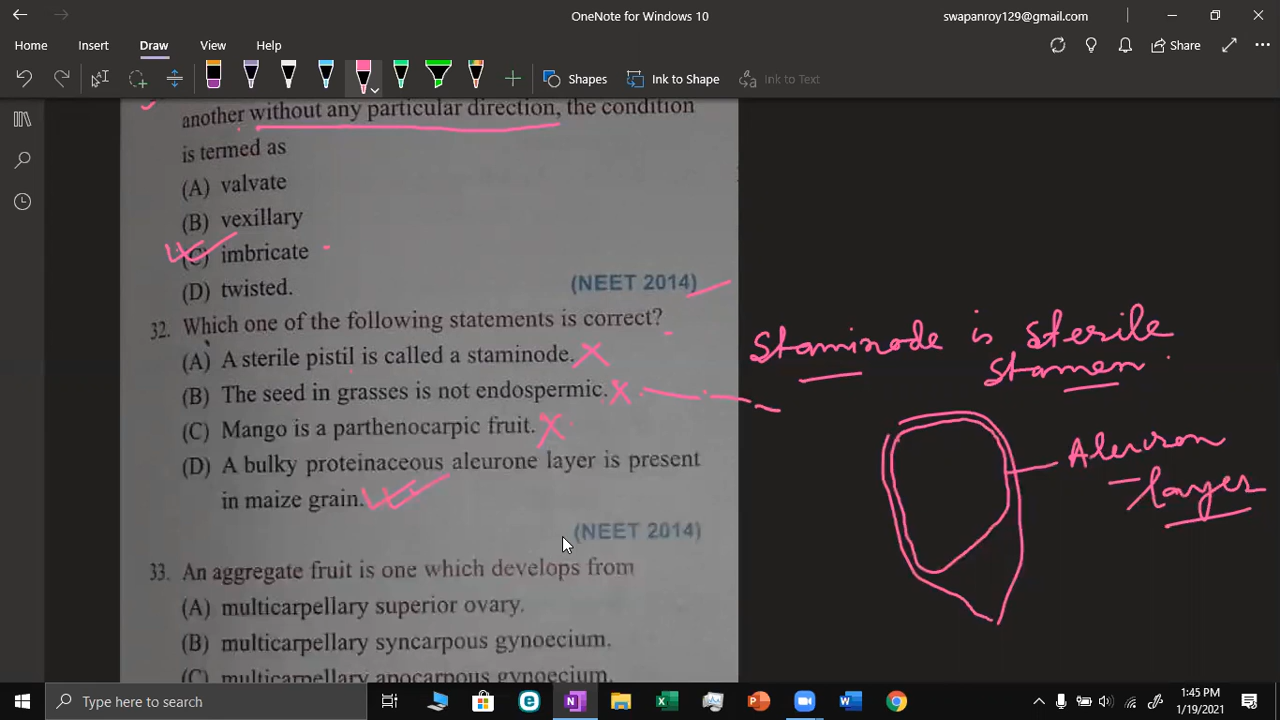 OneNote for Windows 10
swapanroy129@gmail.com
Home
Insert
Draw
View
Help
Share
Shapes
Ink to Shape
Ink to Text
another without any particular direction, the condition
is termed as
(A) valvate
(B) vexillary
(C) imbricate
(D) twisted.
(NEET 2014)
32. Which one of the following statements is correct?
(A) A sterile pistil is called a staminode.
(B) The seed in grasses is not endospermic.
(C) Mango is a parthenocarpic fruit.
(D) A bulky proteinaceous aleurone layer is present
in maize grain.
(NEET 2014)
33. An aggregate fruit is one which develops from
(A) multicarpellary superior ovary.
(B) multicarpellary syncarpous gynoecium.
(C) multicarpellary apocarpous gynoecium.
Staminode is Sterile
Stamen
Aleuron
layer
Type here to search
1:45 PM
1/19/2021